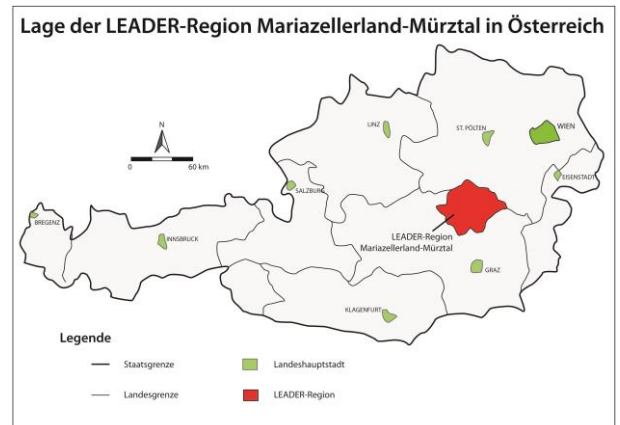 Lage der LEADER-Region Mariazellerland-Mürztal in Österreich
N
0 60 km
LINZ
ST. PÖLTEN
WIEN
EISENSTADT
SALZBURG
BREGENZ
INNSBRUCK
LEADER-Region
Mariazellerland-Mürztal
GRAZ
KLAGENFURT
Legende
Staatsgrenze
Landeshauptstadt
Landesgrenze
LEADER-Region